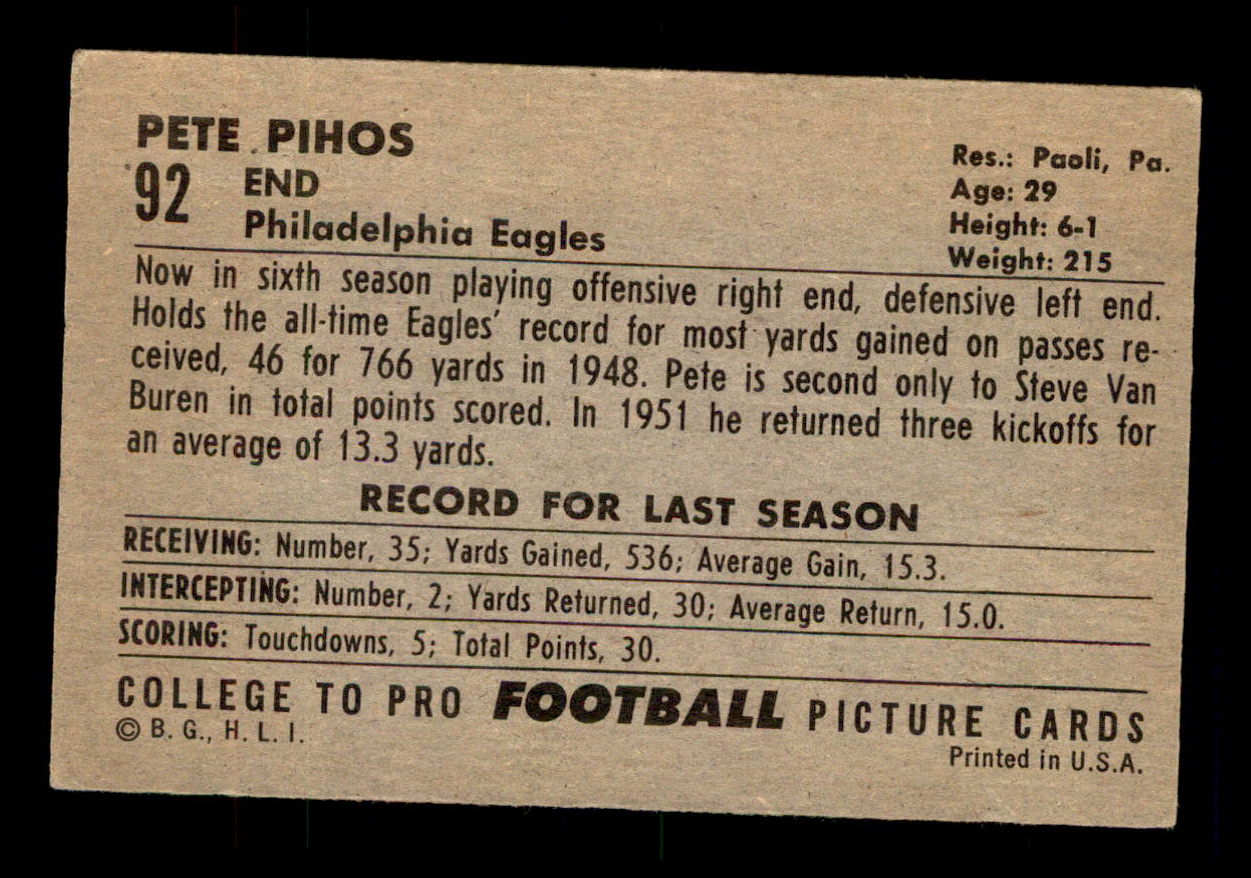 PETE PIHOS
92 END
Philadelphia Eagles
Res.: Paoli, Pa.
Age: 29
Height: 6-1
Weight: 215
Now in sixth season playing offensive right end, defensive left end.
Holds the all-time Eagles' record for most yards gained on passes re-
ceived, 46 for 766 yards in 1948. Pete is second only to Steve Van
Buren in total points scored. In 1951 he returned three kickoffs for
an average of 13.3 yards.
RECORD FOR LAST SEASON
RECEIVING: Number, 35; Yards Gained, 536; Average Gain, 15.3.
INTERCEPTING: Number, 2; Yards Returned, 30; Average Return, 15.0.
SCORING: Touchdowns, 5; Total Points, 30.
COLLEGE TO PRO FOOTBALL PICTURE CARDS
© B. G., H. L. I.
Printed in U.S.A.